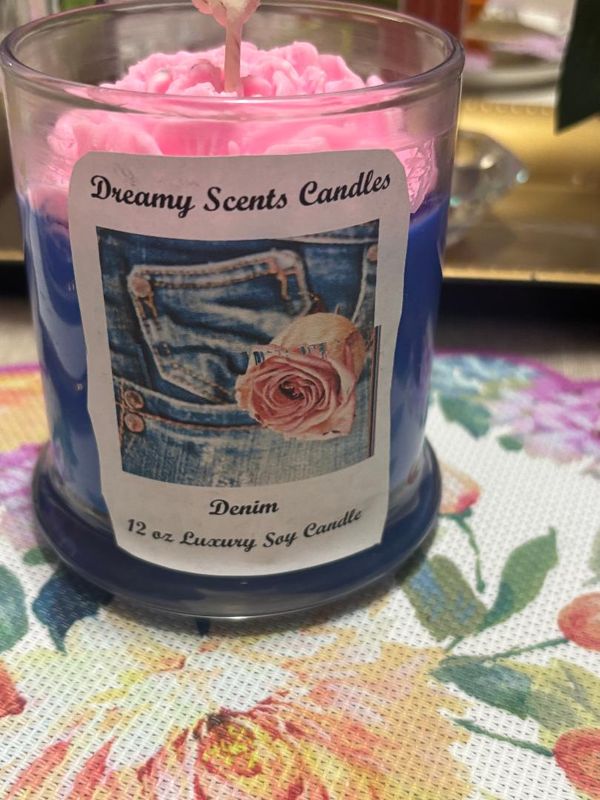 Dreamy Scents Candles
Denim
12 oz Luxury Soy Candle